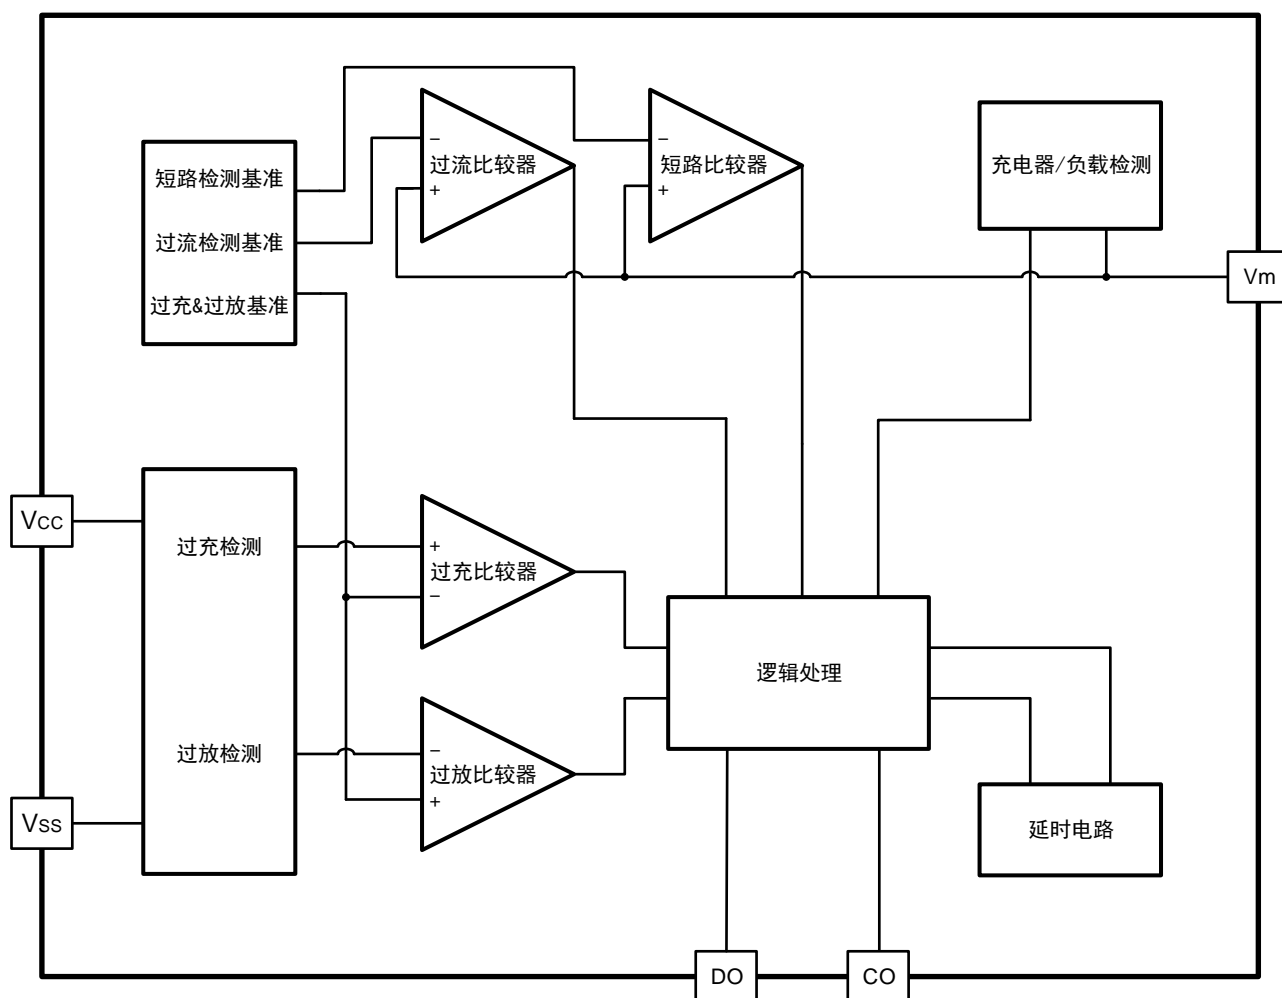 短路检测基准
过流检测基准
过充&过放基准
−
过流比较器
+
−
短路比较器
+
充电器/负载检测
Vm
VCC
过充检测
+
过充比较器
−
逻辑处理
过放检测
−
过放比较器
+
VSS
延时电路
DO
CO